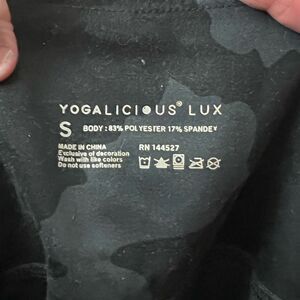 YOGALICIOUS® LUX
S BODY: 83% POLYESTER 17% SPANDEX
MADE IN CHINA RN 144527
Exclusive of decoration
Wash with like colors
Do not use softeners